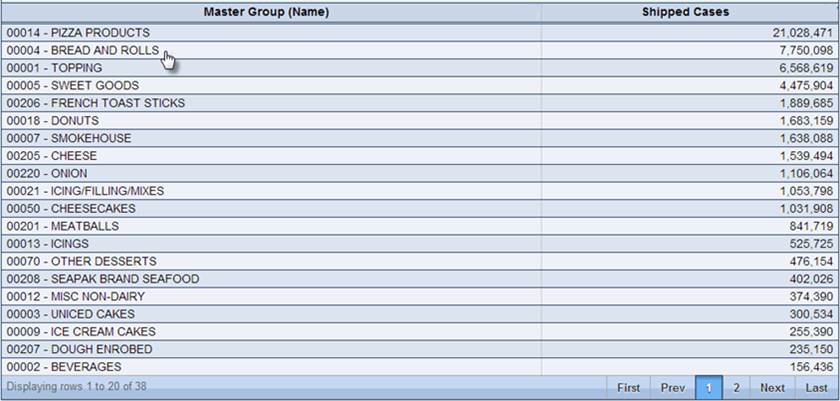 Master Group (Name) Shipped Cases
00014 - PIZZA PRODUCTS 21,028,471
00004 - BREAD AND ROLLS 7,750,098
00001 - TOPPING 6,568,619
00005 - SWEET GOODS 4,475,904
00206 - FRENCH TOAST STICKS 1,889,685
00018 - DONUTS 1,683,159
00007 - SMOKEHOUSE 1,638,088
00205 - CHEESE 1,539,494
00220 - ONION 1,106,064
00021 - ICING/FILLING/MIXES 1,053,798
00050 - CHEESECAKES 1,031,908
00201 - MEATBALLS 841,719
00013 - ICINGS 525,725
00070 - OTHER DESSERTS 476,154
00208 - SEAPAK BRAND SEAFOOD 402,026
00012 - MISC NON-DAIRY 374,390
00003 - UNICED CAKES 300,534
00009 - ICE CREAM CAKES 255,390
00207 - DOUGH ENROBED 235,150
00002 - BEVERAGES 156,436
Displaying rows 1 to 20 of 38 First Prev 1 2 Next Last